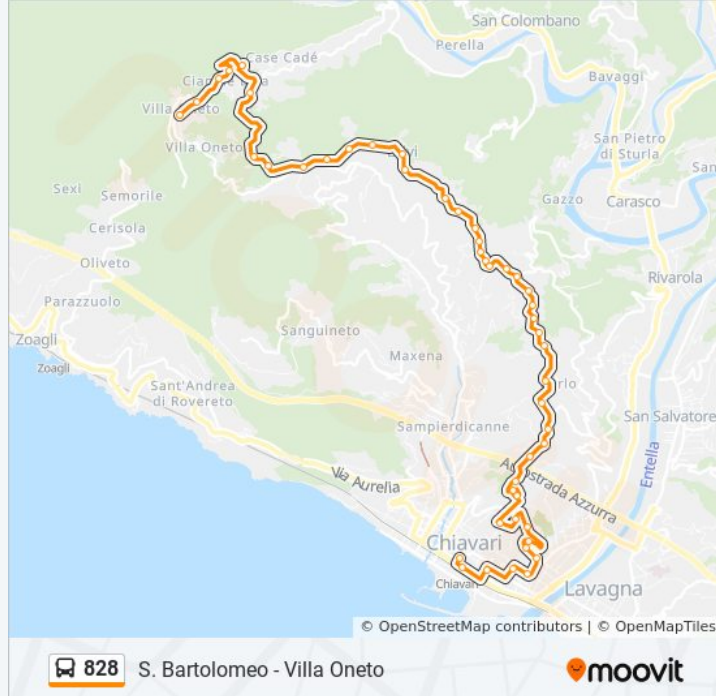 San Colombano
Perella
Case Cadé
Bavaggi
Villa Oneto
San Pietro
di Sturla
Sexi
Semorile
Gazzo
Carasco
Cerisola
Oliveto
Rivarola
Parazzuolo
Sanguineto
Zoagli
Zoagli
Maxena
Sant'Andrea
di Rovereto
San Salvatore
Sampierdicanne
Entella
Via Aurelia
Autostrada Azzurra
Chiavari
Chiavari
Lavagna
© OpenStreetMap contributors | © OpenMapTiles
828 S. Bartolomeo - Villa Oneto
moovit